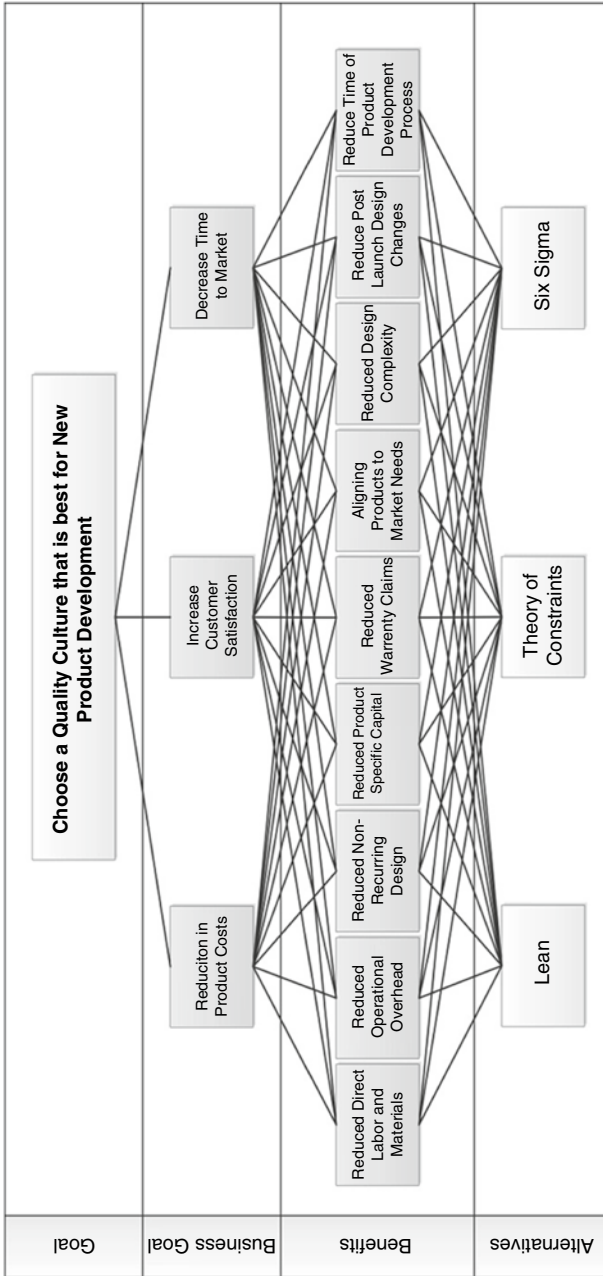 Goal
Choose a Quality Culture that is best for New
Product Development
Business Goal
Reduciton in
Product Costs
Increase
Customer
Satisfaction
Decrease Time
to Market
Benefits
Reduced Direct
Labor and
Materials
Reduced
Operational
Overhead
Reduced Non-
Recurring
Design
Reduced Product
Specific Capital
Reduced
Warrenty Claims
Aligning
Products to
Market Needs
Reduced Design
Complexity
Reduce Post
Launch Design
Changes
Reduce Time of
Product
Development
Process
Alternatives
Lean
Theory of
Constraints
Six Sigma